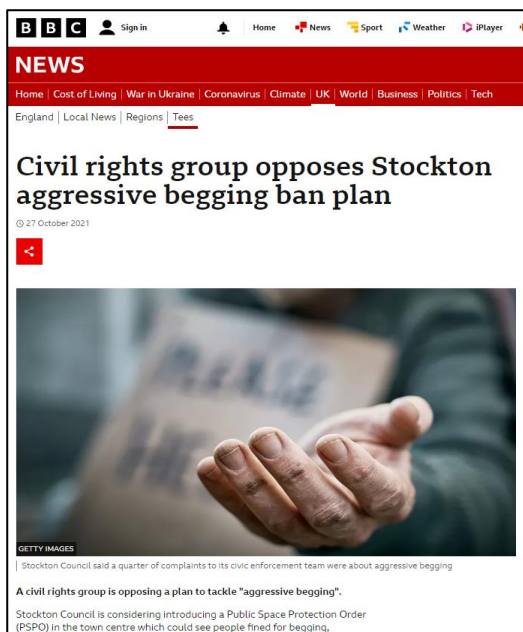 BBC Sign in Home News Sport Weather iPlayer
NEWS
Home | Cost of Living | War in Ukraine | Coronavirus | Climate | UK | World | Business | Politics | Tech
England | Local News | Regions | Tees
Civil rights group opposes Stockton
aggressive begging ban plan
27 October 2021
PLEASE
HE
GETTY IMAGES
Stockton Council said a quarter of complaints to its civic enforcement team were about aggressive begging
A civil rights group is opposing a plan to tackle "aggressive begging".
Stockton Council is considering introducing a Public Space Protection Order
(PSPO) in the town centre which could see people fined for begging,